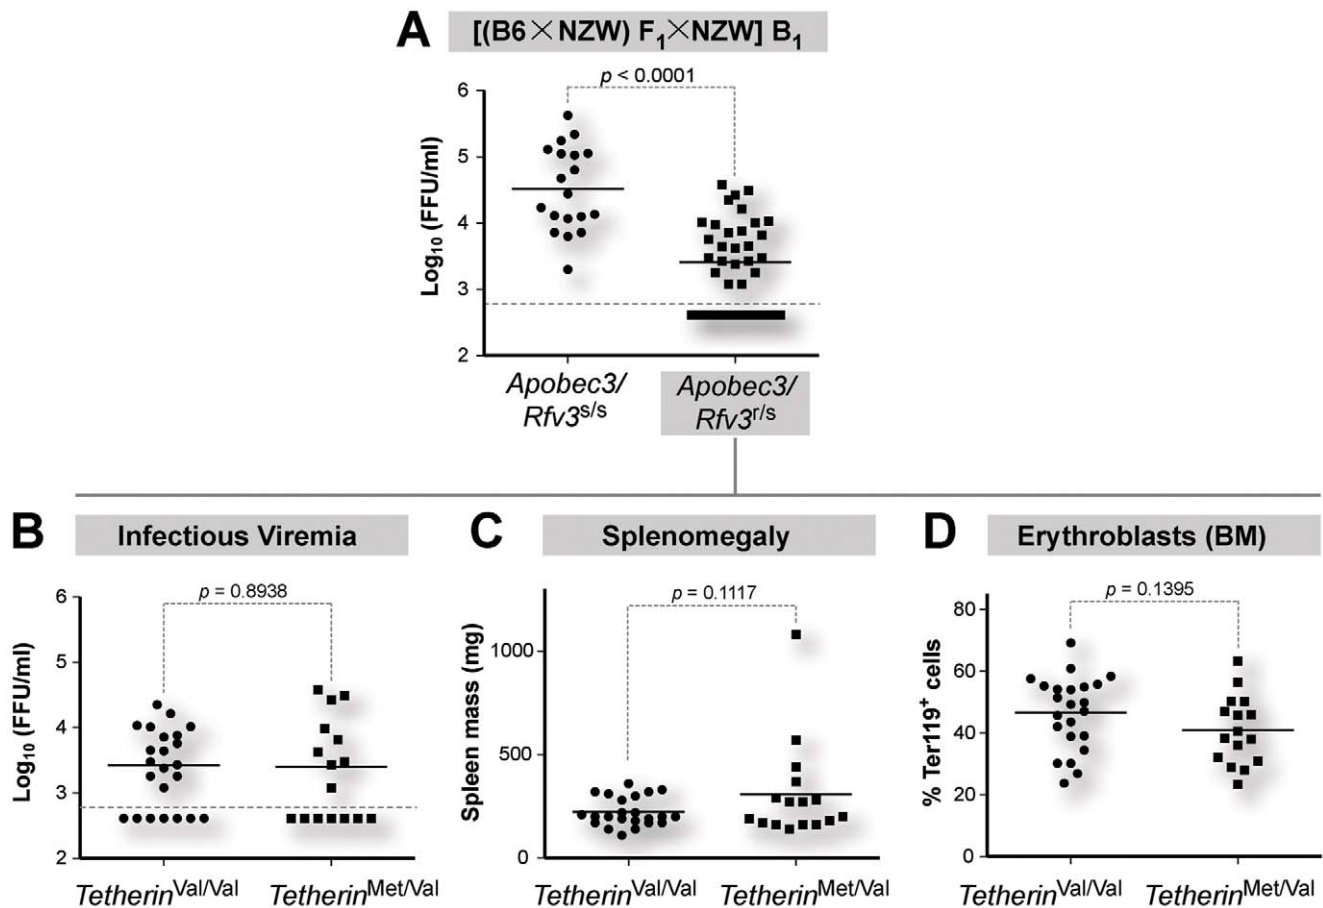 A [(B6×NZW) F1×NZW] B1
p < 0.0001
6
5
4
3
2
Log10 (FFU/ml)
Apobec3/
Rfv3s/s
Apobec3/
Rfv3r/s
B Infectious Viremia
p = 0.8938
6
5
4
3
2
Log10 (FFU/ml)
TetherinVal/Val
TetherinMet/Val
C Splenomegaly
p = 0.1117
1000
500
0
Spleen mass (mg)
TetherinVal/Val
TetherinMet/Val
D Erythroblasts (BM)
p = 0.1395
80
60
40
20
0
% Ter119+ cells
TetherinVal/Val
TetherinMet/Val